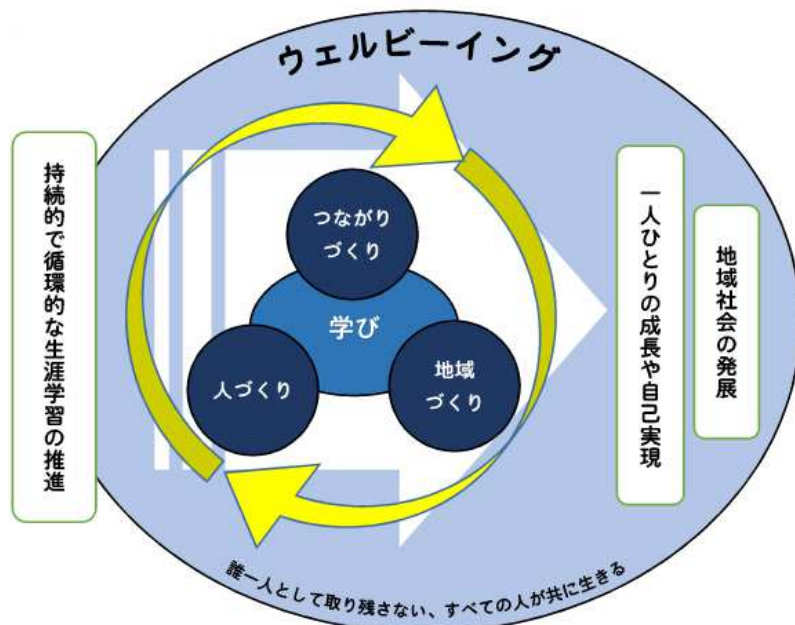 ウェルビーイング
持続的で循環的な生涯学習の推進
つながり
づくり
学び
人づくり
地域
づくり
一人ひとりの成長や自己実現
地域社会の発展
誰一人として取り残さない、すべての人が共に生きる